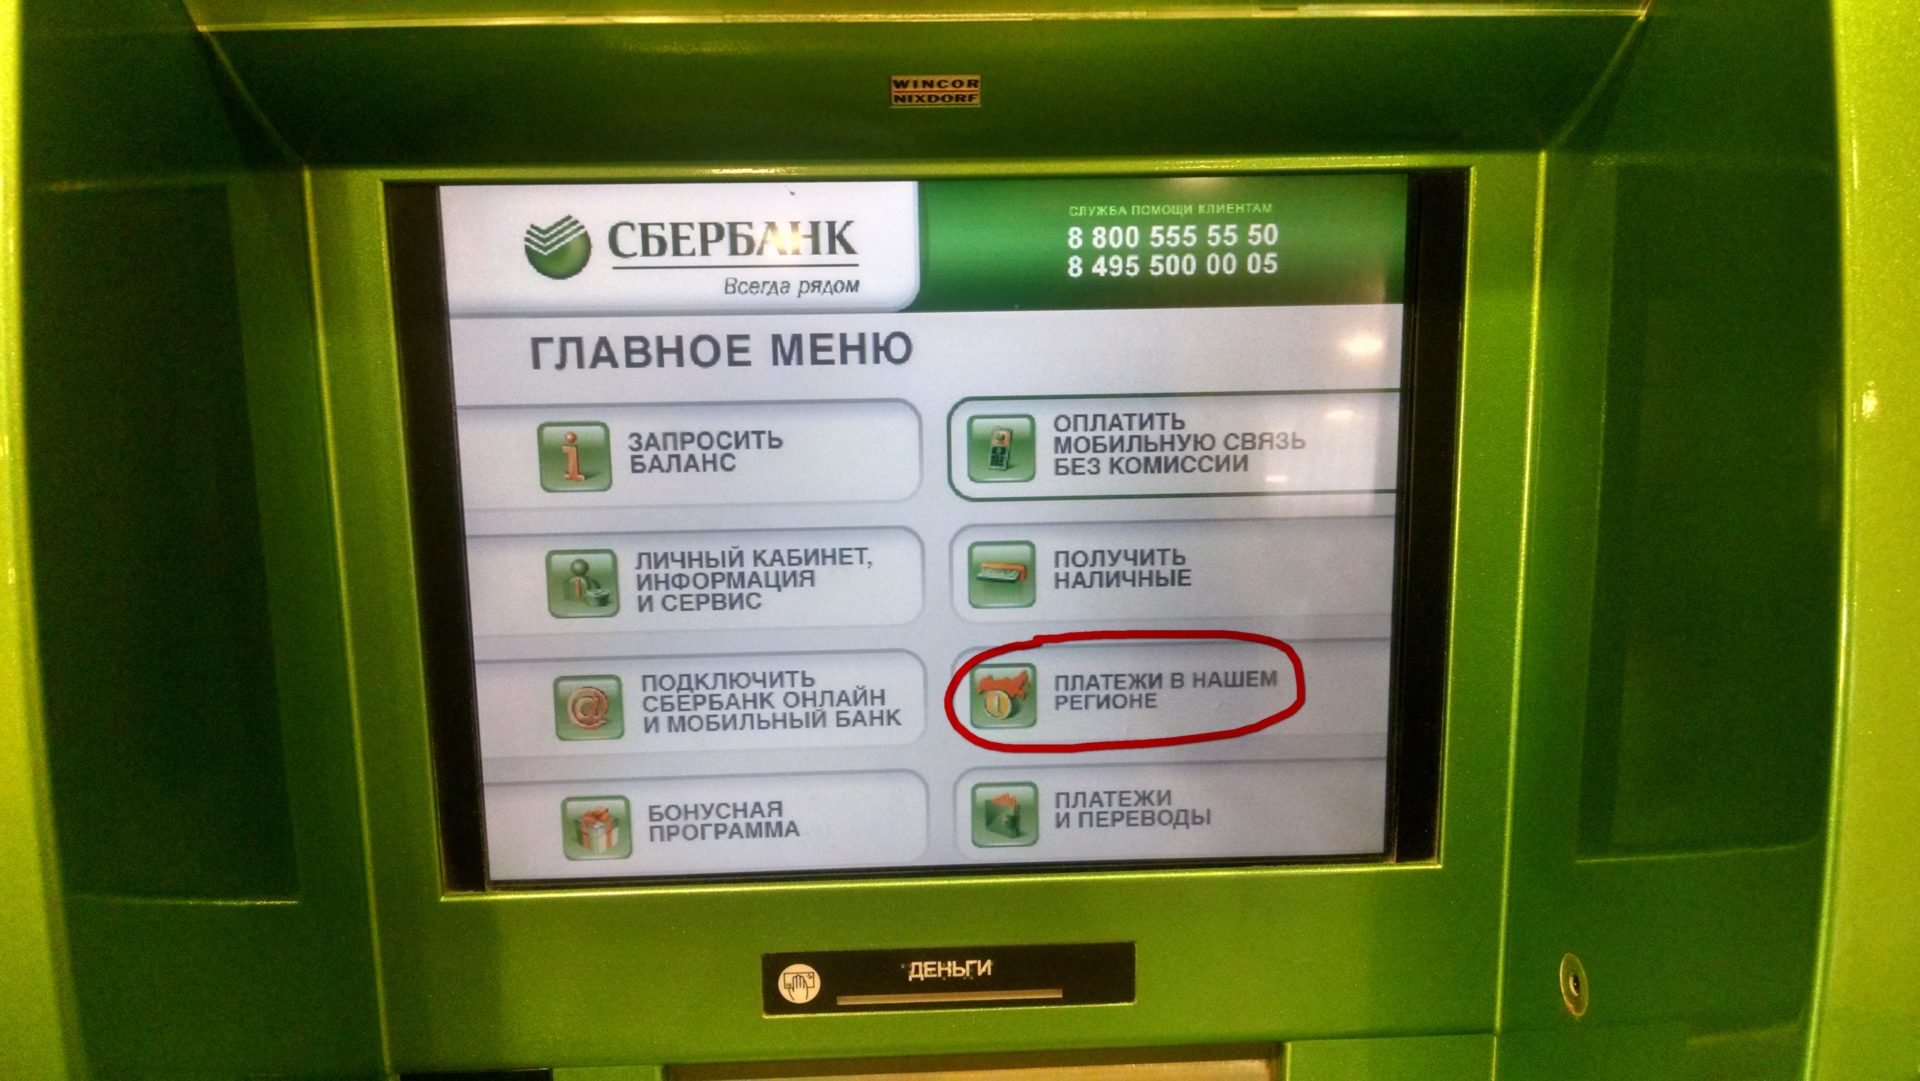 WINCOR
NIXDORF
СБЕРБАНК
Всегда рядом
СЛУЖБА ПОМОЩИ КЛИЕНТАМ
8 800 555 55 50
8 495 500 00 05
ГЛАВНОЕ МЕНЮ
ЗАПРОСИТЬ
БАЛАНС
ОПЛАТИТЬ
МОБИЛЬНУЮ СВЯЗЬ
БЕЗ КОМИССИИ
ЛИЧНЫЙ КАБИНЕТ,
ИНФОРМАЦИЯ
И СЕРВИС
ПОЛУЧИТЬ
НАЛИЧНЫЕ
ПОДКЛЮЧИТЬ
СБЕРБАНК ОНЛАЙН
И МОБИЛЬНЫЙ БАНК
ПЛАТЕЖИ В НАШЕМ
РЕГИОНЕ
БОНУСНАЯ
ПРОГРАММА
ПЛАТЕЖИ
И ПЕРЕВОДЫ
ДЕНЬГИ